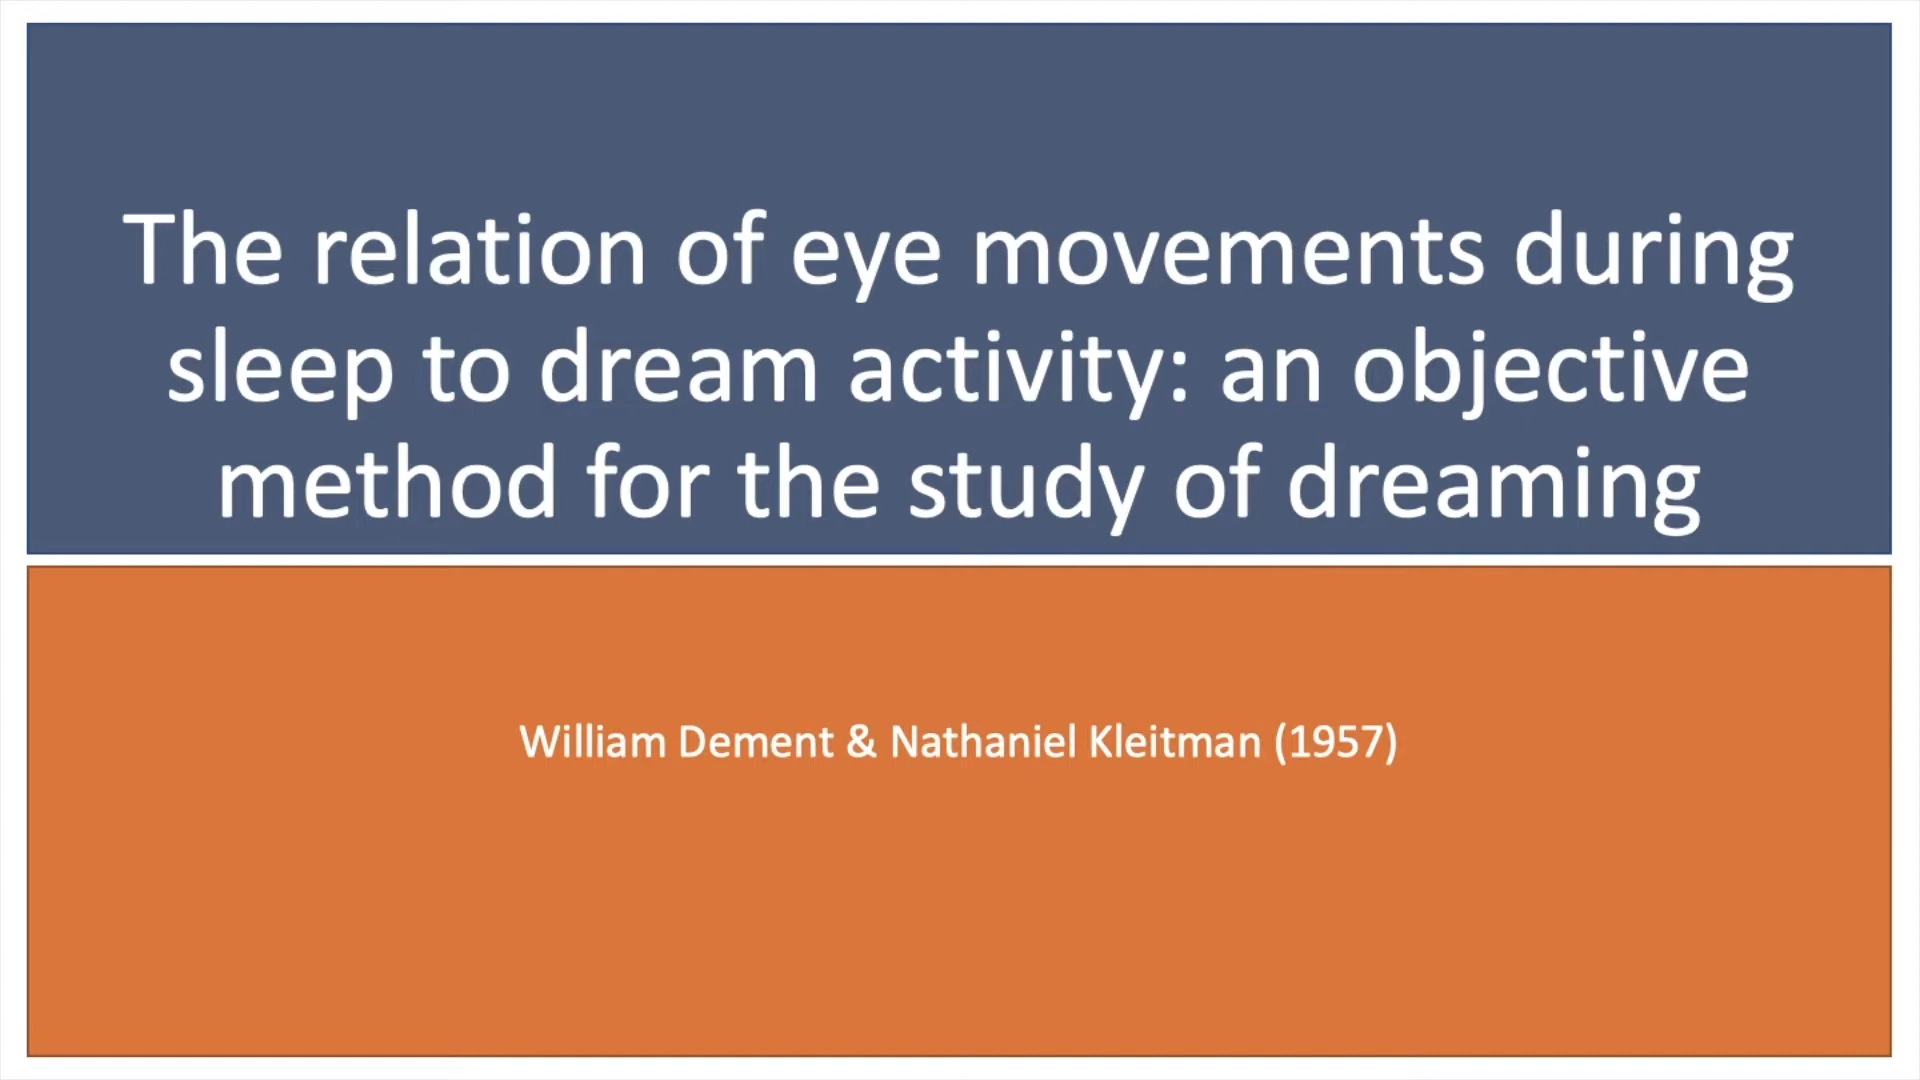 The relation of eye movements during
sleep to dream activity: an objective
method for the study of dreaming
William Dement & Nathaniel Kleitman (1957)